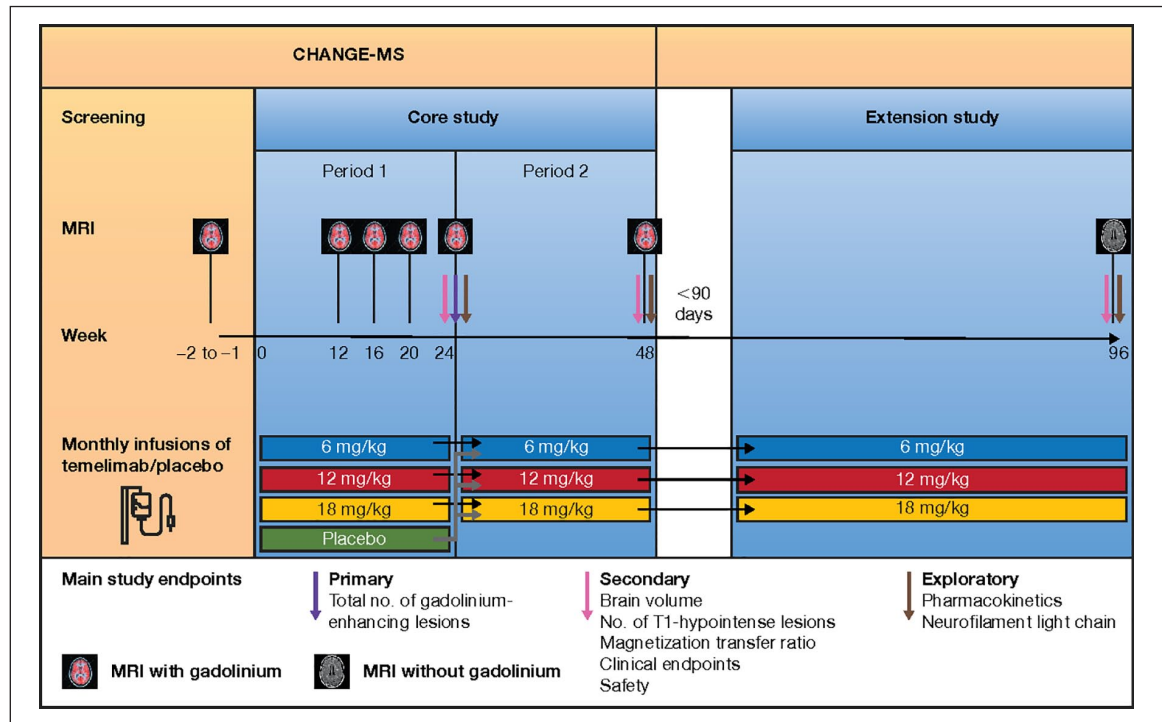 CHANGE-MS
Screening
Core study
Extension study
Period 1
Period 2
MRI
<90
days
Week
−2 to −1
0
12
16
20
24
48
96
Monthly infusions of
temelimab/placebo
6 mg/kg
6 mg/kg
6 mg/kg
12 mg/kg
12 mg/kg
12 mg/kg
18 mg/kg
18 mg/kg
18 mg/kg
Placebo
Main study endpoints
Primary
Total no. of gadolinium-
enhancing lesions
Secondary
Brain volume
No. of T1-hypointense lesions
Magnetization transfer ratio
Clinical endpoints
Safety
Exploratory
Pharmacokinetics
Neurofilament light chain
MRI with gadolinium
MRI without gadolinium